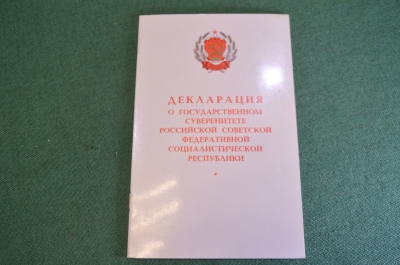 ДЕКЛАРАЦИЯ
О ГОСУДАРСТВЕННОМ
СУВЕРЕНИТЕТЕ
РОССИЙСКОЙ СОВЕТСКОЙ
ФЕДЕРАТИВНОЙ
СОЦИАЛИСТИЧЕСКОЙ
РЕСПУБЛИКИ